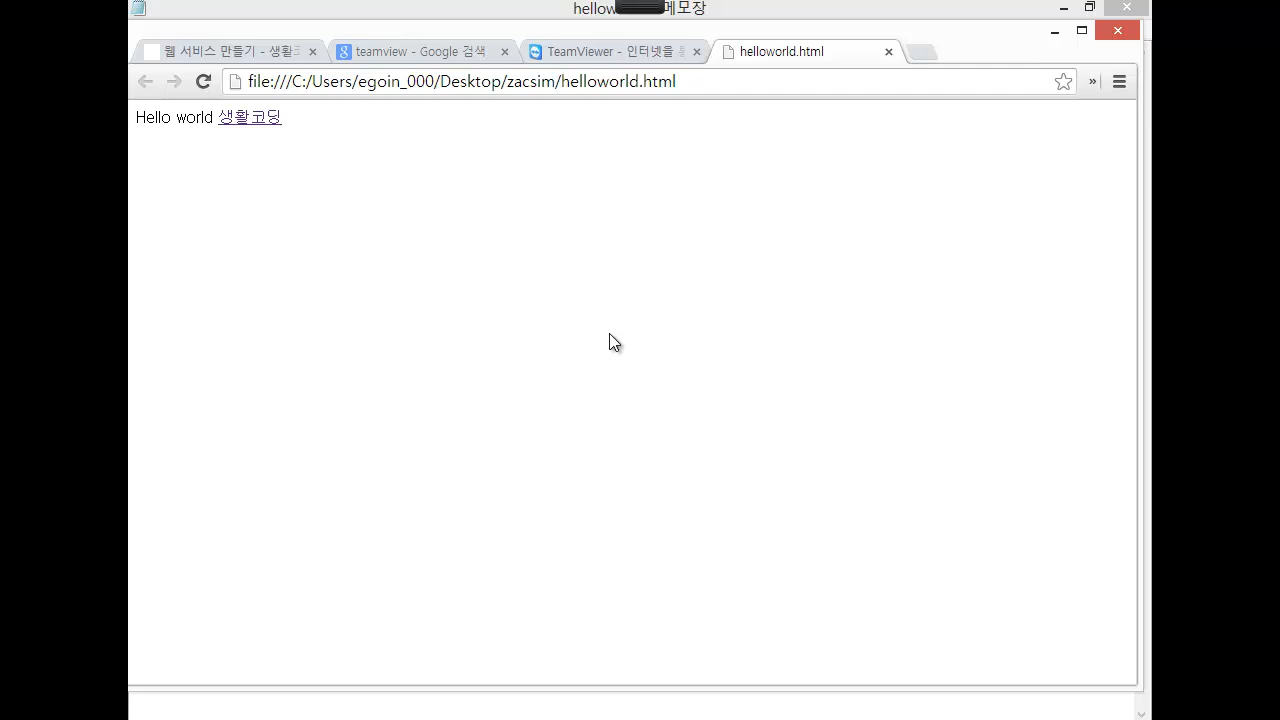 메모장
웹 서비스 만들기 - 생활코
teamview - Google 검색
TeamViewer - 인터넷을
helloworld.html
file:///C:/Users/egoin_000/Desktop/zacsim/helloworld.html
Hello world 생활코딩